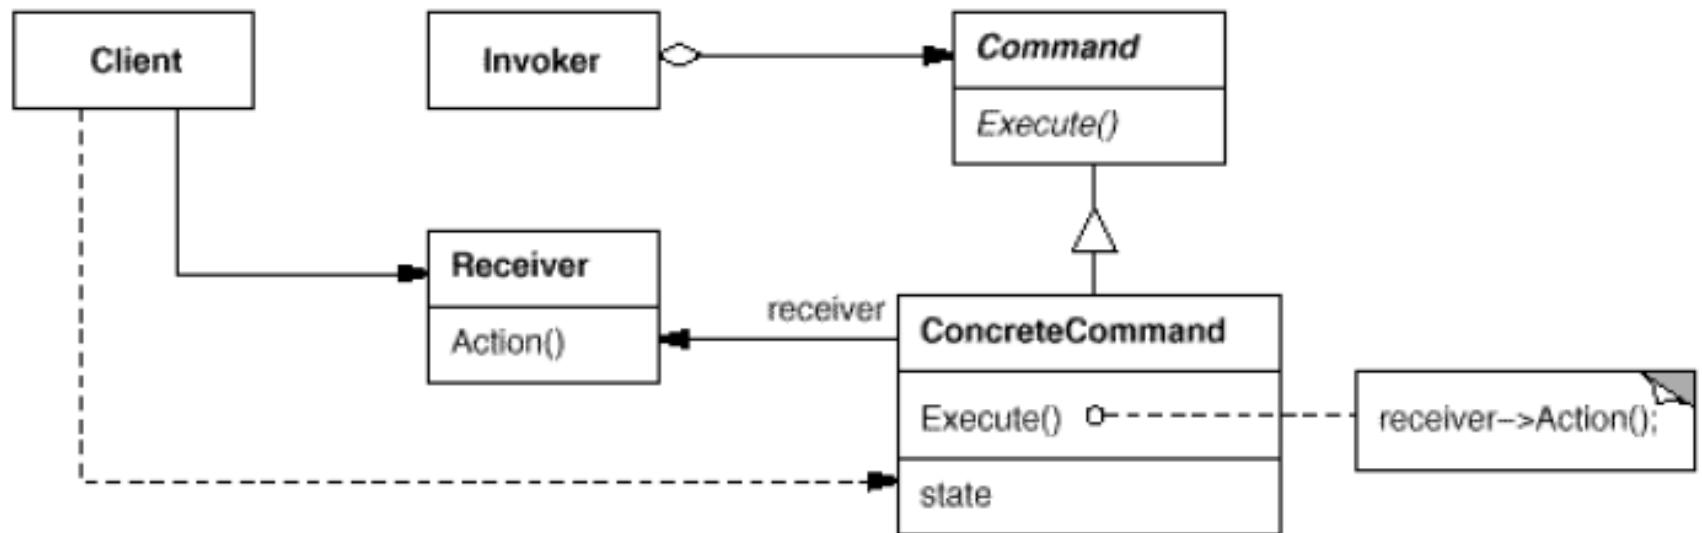 Client
Invoker
Command
Execute()
Receiver
Action()
receiver
ConcreteCommand
Execute()
receiver–>Action();
state